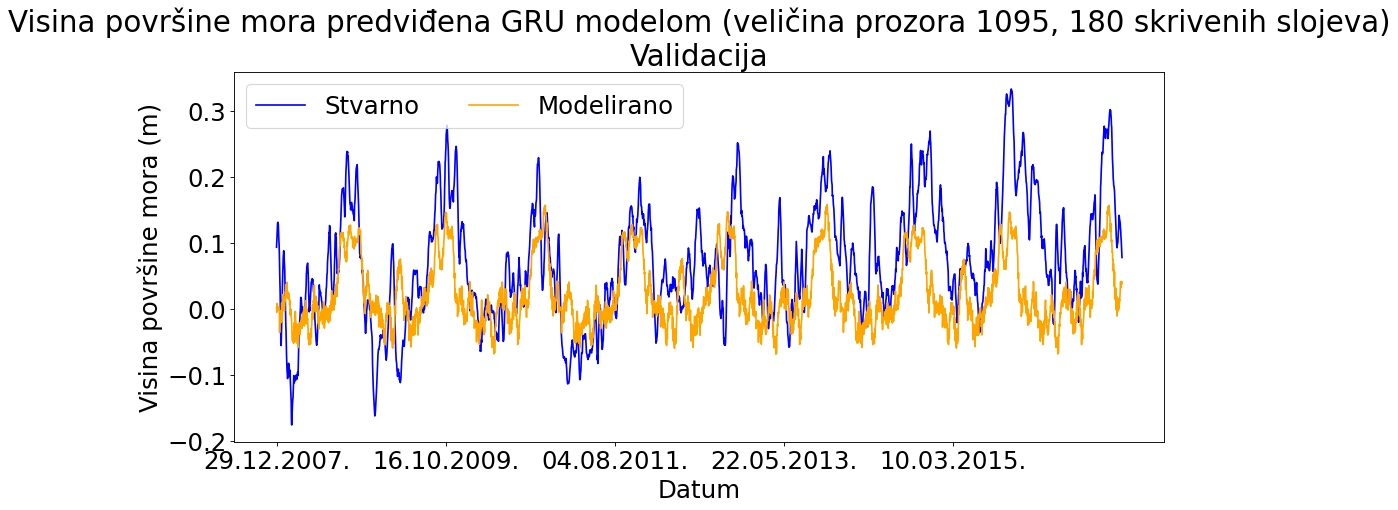 Visina površine mora predviđena GRU modelom (veličina prozora 1095, 180 skrivenih slojeva)
Validacija
Stvarno
Modelirano
Visina površine mora (m)
0.3
0.2
0.1
0.0
−0.1
−0.2
29.12.2007.
16.10.2009.
04.08.2011.
22.05.2013.
10.03.2015.
Datum